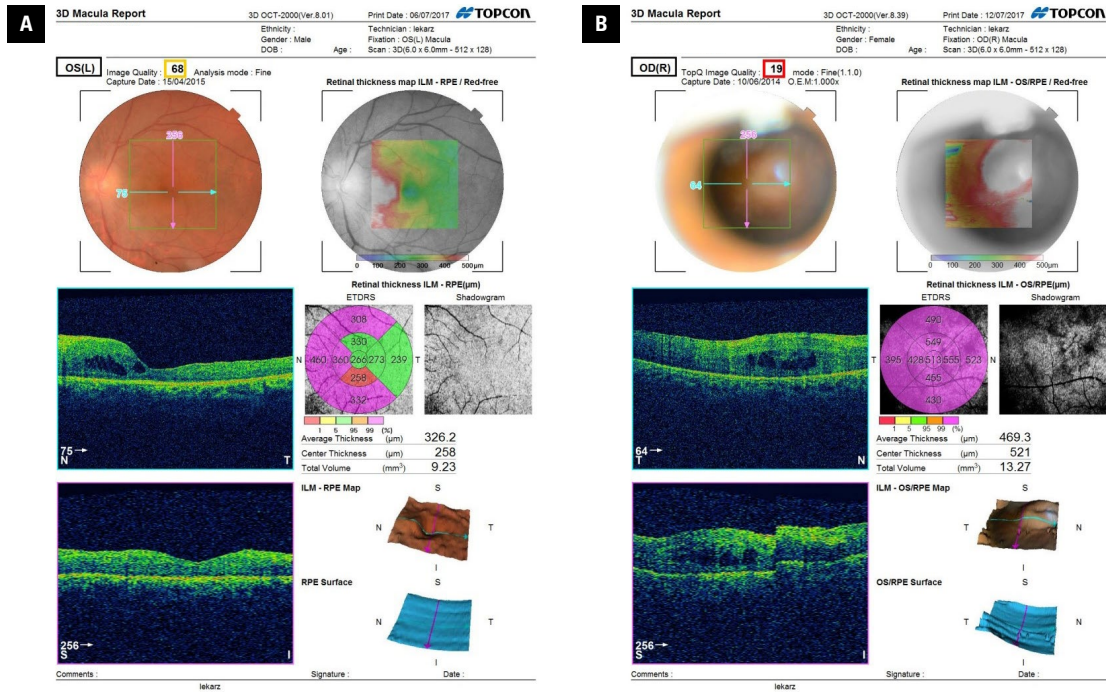 A
3D Macula Report
3D OCT-2000(Ver.8.01)
Print Date : 06/07/2017
TOPCON
Ethnicity :
Technician : lekarz
Gender : Male
Fixation : OS(L) Macula
DOB :
Age :
Scan : 3D(6.0 x 6.0mm - 512 x 128)
OS(L)
Image Quality : 68
Analysis mode : Fine
Capture Date : 15/04/2015
Retinal thickness map ILM - RPE / Red-free
256
75
0 100 200 300 400 500μm
Retinal thickness ILM - RPE(μm)
ETDRS
Shadowgram
308
330
N 460 360 266 273 239 T
258
332
1 5 95 99 (%)
75
N
T
Average Thickness (μm) 326.2
Center Thickness (μm) 258
Total Volume (mm³) 9.23
ILM - RPE Map
S
N
T
I
RPE Surface
S
N
T
I
256
S
I
Comments :
Signature :
Date :
lekarz
B
3D Macula Report
3D OCT-2000(Ver.8.39)
Print Date : 12/07/2017
TOPCON
Ethnicity :
Technician : lekarz
Gender : Female
Fixation : OD(R) Macula
DOB :
Age :
Scan : 3D(6.0 x 6.0mm - 512 x 128)
OD(R)
TopQ Image Quality : 19
mode : Fine(1.1.0)
Capture Date : 10/06/2014
O.E.M:1.000x
Retinal thickness map ILM - OS/RPE / Red-free
64
0 100 200 300 400 500μm
Retinal thickness ILM - OS/RPE(μm)
ETDRS
Shadowgram
490
549
T 395 428 513 555 523 N
455
430
1 5 95 99 (%)
64
T
N
Average Thickness (μm) 469.3
Center Thickness (μm) 521
Total Volume (mm³) 13.27
ILM - OS/RPE Map
S
T
N
I
OS/RPE Surface
S
T
N
I
256
S
I
Comments :
Signature :
Date :
lekarz